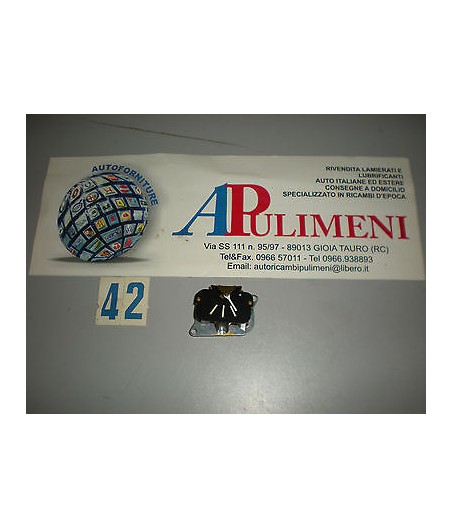 AUTOFORNITURE
APULIMENI
RIVENDITA LAMIERATI E
LUBRIFICANTI
AUTO ITALIANE ED ESTERE
CONSEGNE A DOMICILIO
SPECIALIZZATO IN RICAMBI D'EPOCA
Via SS 111 n. 95/97 - 89013 GIOIA TAURO (RC)
Tel&Fax. 0966 57011 - Tel 0966.938893
Email: autoricambipulimeni@libero.it
42